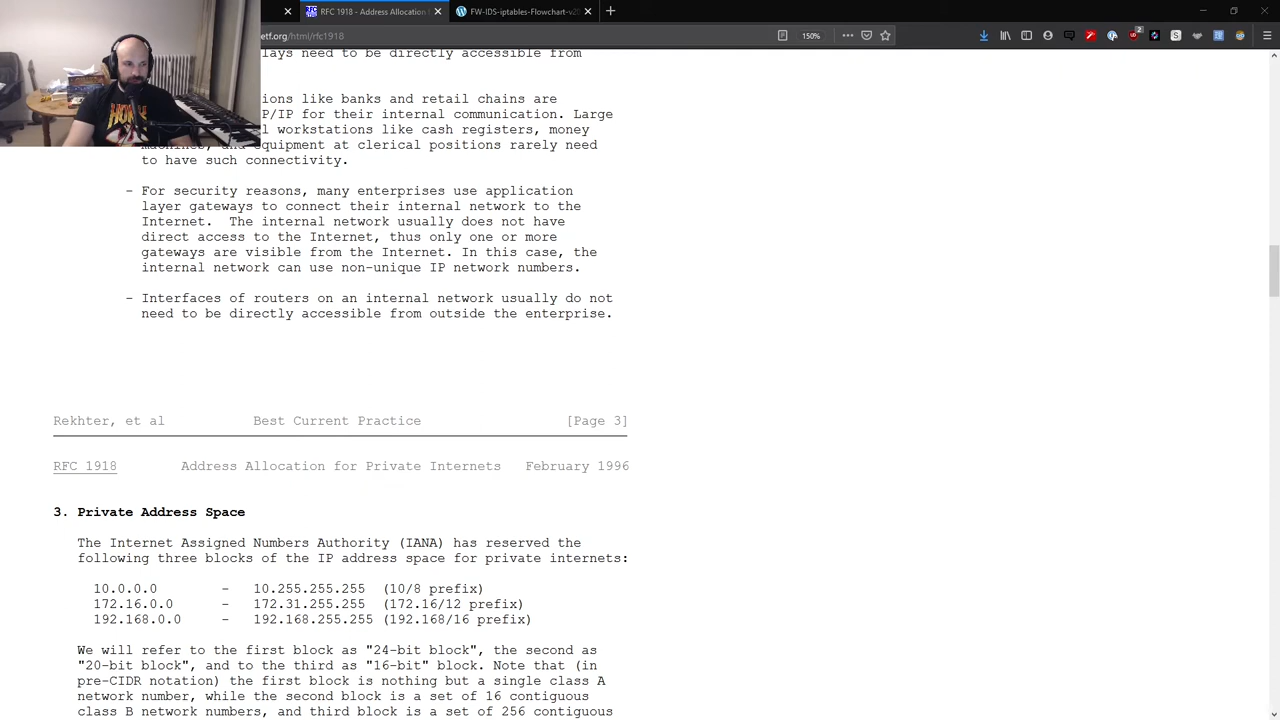 RFC 1918 - Address Allocation
FW-IDS-iptables-Flowchart-v2
etf.org/html/rfc1918
150%
2
lays need to be directly accessible from
ions like banks and retail chains are
P/IP for their internal communication. Large
l workstations like cash registers, money
machines, and equipment at clerical positions rarely need
to have such connectivity.
- For security reasons, many enterprises use application
layer gateways to connect their internal network to the
Internet. The internal network usually does not have
direct access to the Internet, thus only one or more
gateways are visible from the Internet. In this case, the
internal network can use non-unique IP network numbers.
- Interfaces of routers on an internal network usually do not
need to be directly accessible from outside the enterprise.
Rekhter, et al Best Current Practice [Page 3]
RFC 1918 Address Allocation for Private Internets February 1996
3. Private Address Space
The Internet Assigned Numbers Authority (IANA) has reserved the
following three blocks of the IP address space for private internets:
10.0.0.0 - 10.255.255.255 (10/8 prefix)
172.16.0.0 - 172.31.255.255 (172.16/12 prefix)
192.168.0.0 - 192.168.255.255 (192.168/16 prefix)
We will refer to the first block as "24-bit block", the second as
"20-bit block", and to the third as "16-bit" block. Note that (in
pre-CIDR notation) the first block is nothing but a single class A
network number, while the second block is a set of 16 contiguous
class B network numbers, and third block is a set of 256 contiguous